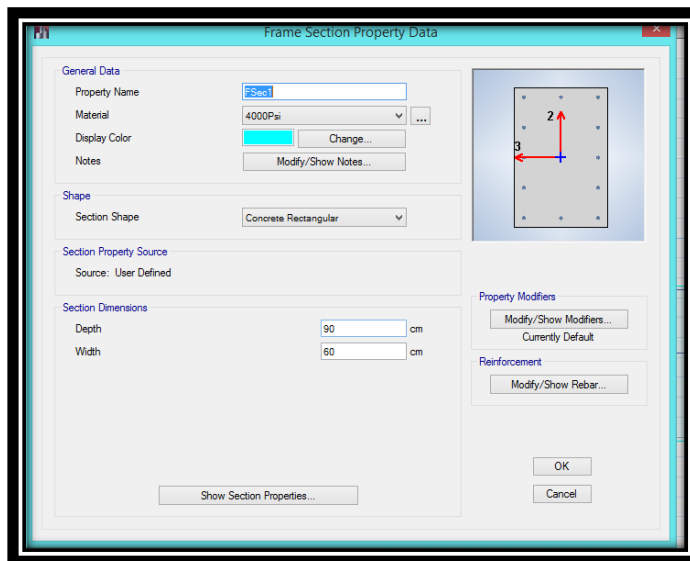 Frame Section Property Data
General Data
Property Name FSec1
Material 4000Psi ...
Display Color Change...
Notes Modify/Show Notes...
2
3
Shape
Section Shape Concrete Rectangular
Section Property Source
Source: User Defined
Section Dimensions
Depth 90 cm
Width 60 cm
Property Modifiers
Modify/Show Modifiers...
Currently Default
Reinforcement
Modify/Show Rebar...
Show Section Properties...
OK
Cancel